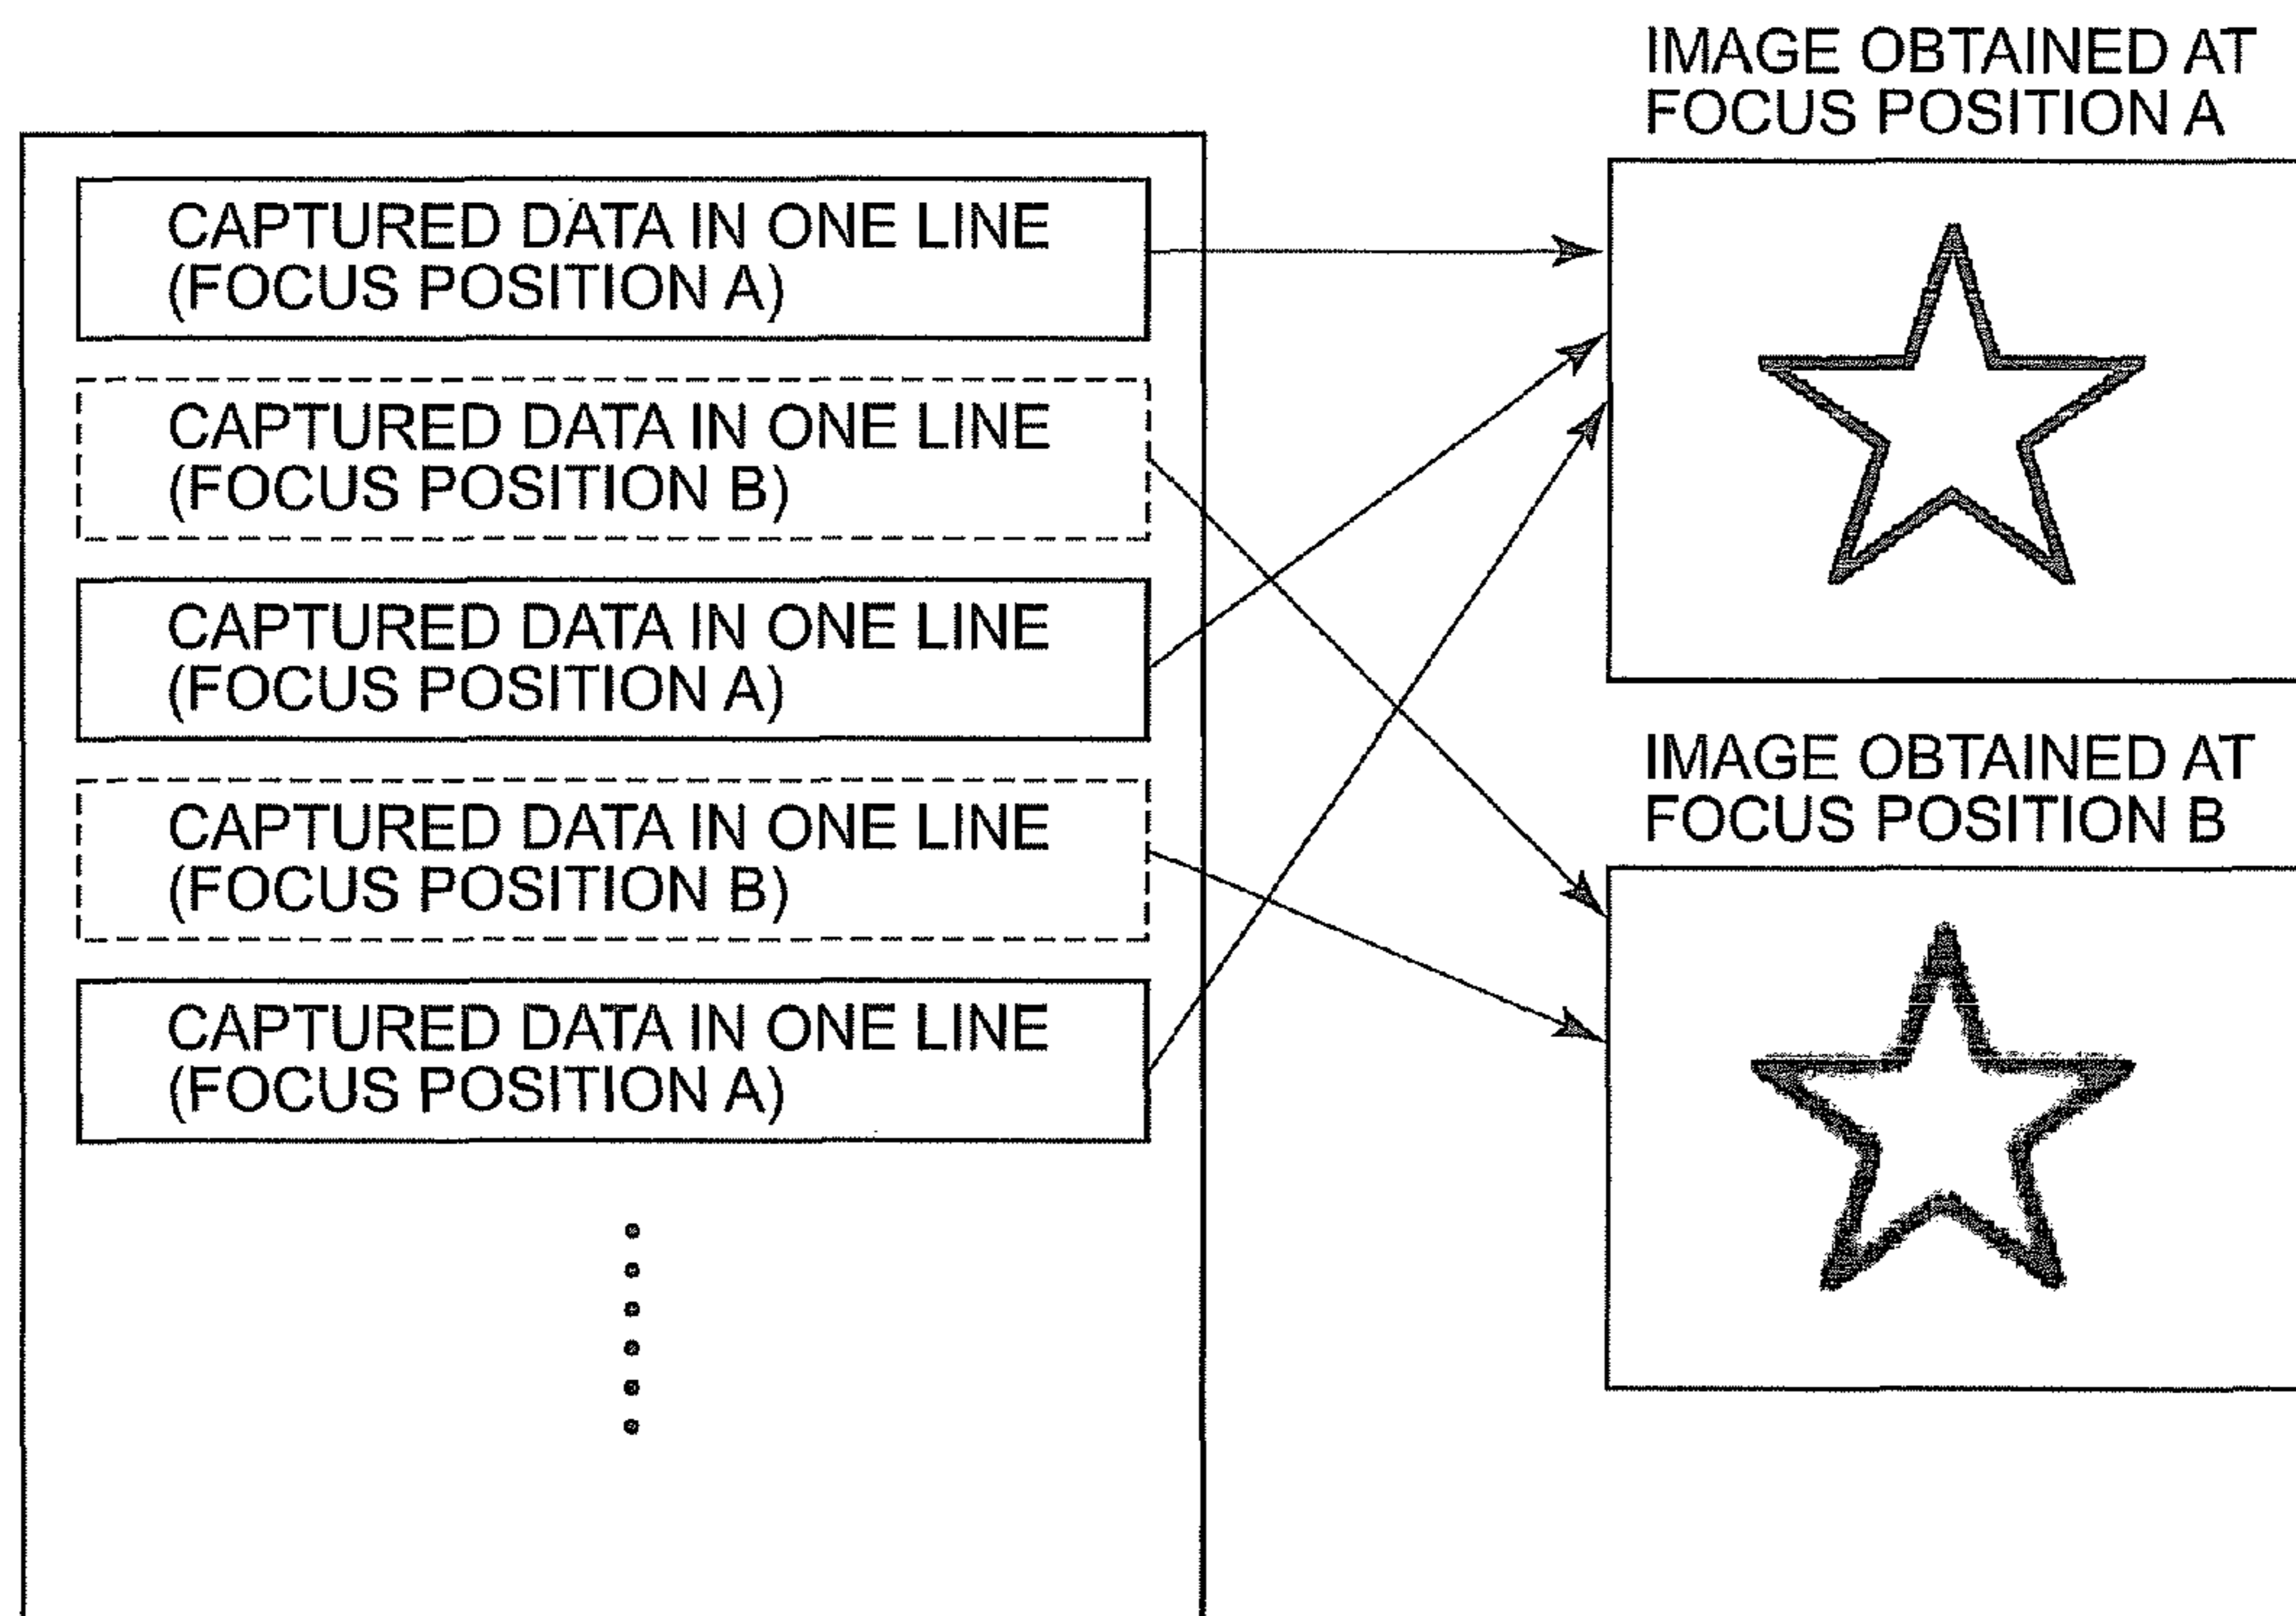 CAPTURED DATA IN ONE LINE
(FOCUS POSITION A)
CAPTURED DATA IN ONE LINE
(FOCUS POSITION B)
CAPTURED DATA IN ONE LINE
(FOCUS POSITION A)
CAPTURED DATA IN ONE LINE
(FOCUS POSITION B)
CAPTURED DATA IN ONE LINE
(FOCUS POSITION A)
IMAGE OBTAINED AT
FOCUS POSITION A
IMAGE OBTAINED AT
FOCUS POSITION B